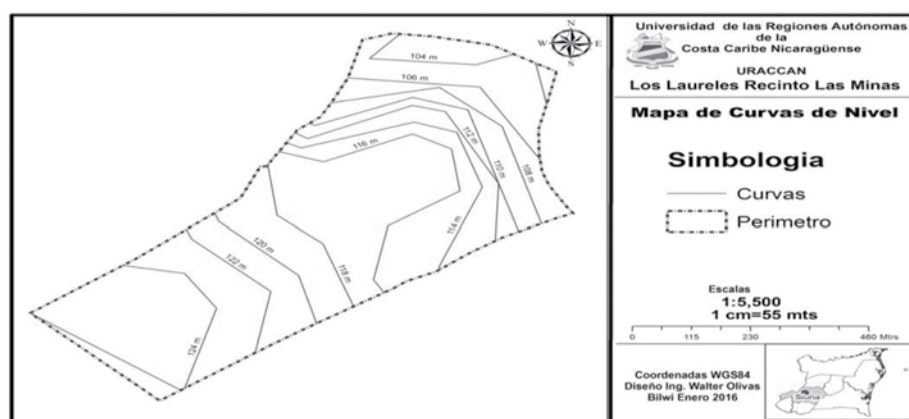 N
W E
S
104 m
106 m
112 m
116 m
110 m
108 m
114 m
118 m
120 m
122 m
124 m
Universidad de las Regiones Autónomas
de la
Costa Caribe Nicaragüense
URACCAN
Los Laureles Recinto Las Minas
Mapa de Curvas de Nivel
Simbologia
Curvas
Perimetro
Escalas
1:5,500
1 cm=55 mts
0 115 230 460 Mtrs
Coordenadas WGS84
Diseño Ing. Walter Olivas
Bilwi Enero 2016
Siuna